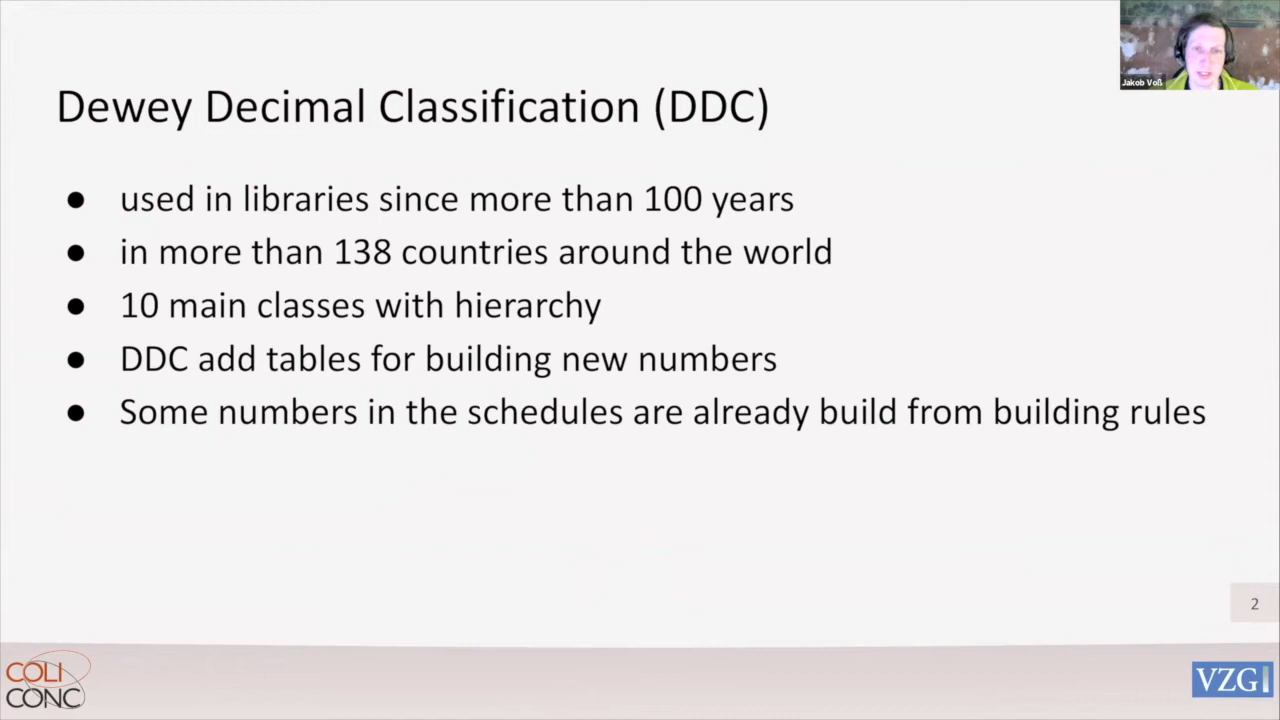 Jakob Voß
Dewey Decimal Classification (DDC)
● used in libraries since more than 100 years
● in more than 138 countries around the world
● 10 main classes with hierarchy
● DDC add tables for building new numbers
● Some numbers in the schedules are already build from building rules
2
COLI
CONC
VZG